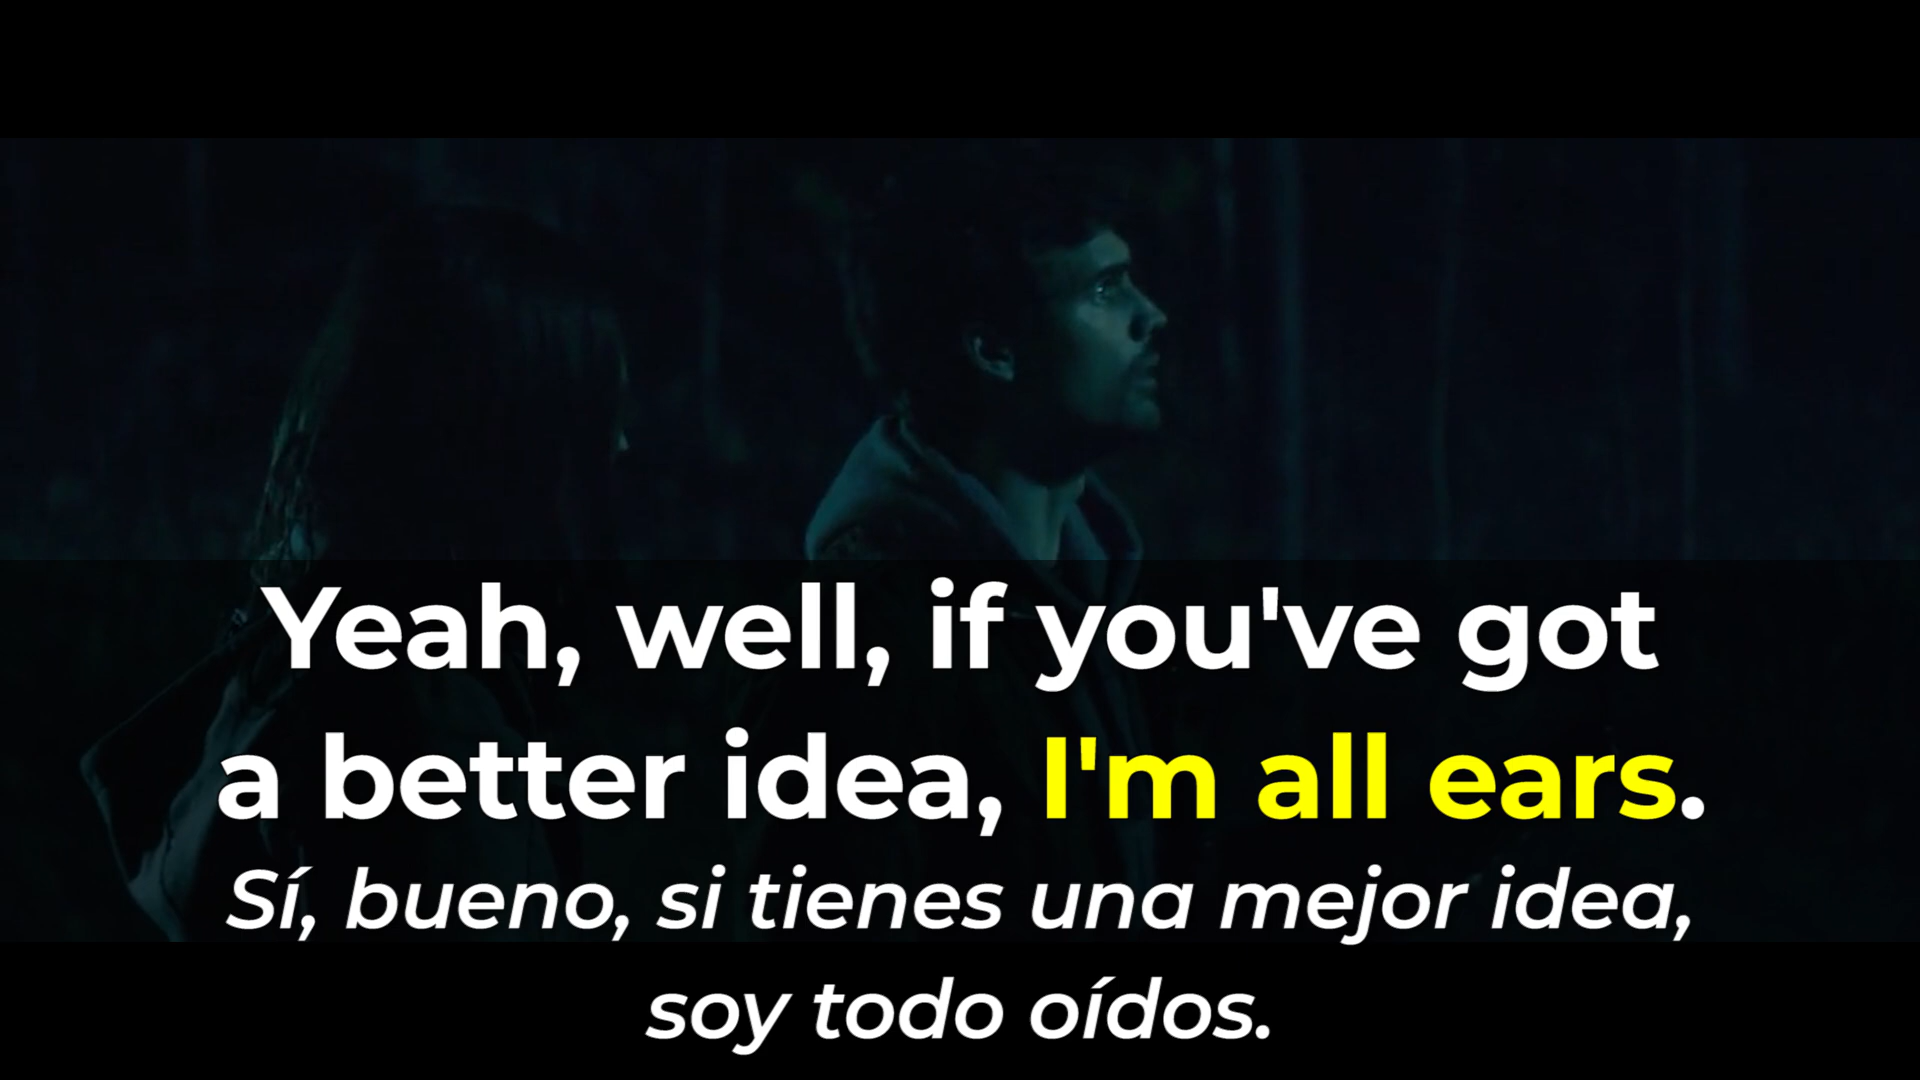 Yeah, well, if you've got
a better idea, I'm all ears.
Sí, bueno, si tienes una mejor idea,
soy todo oídos.